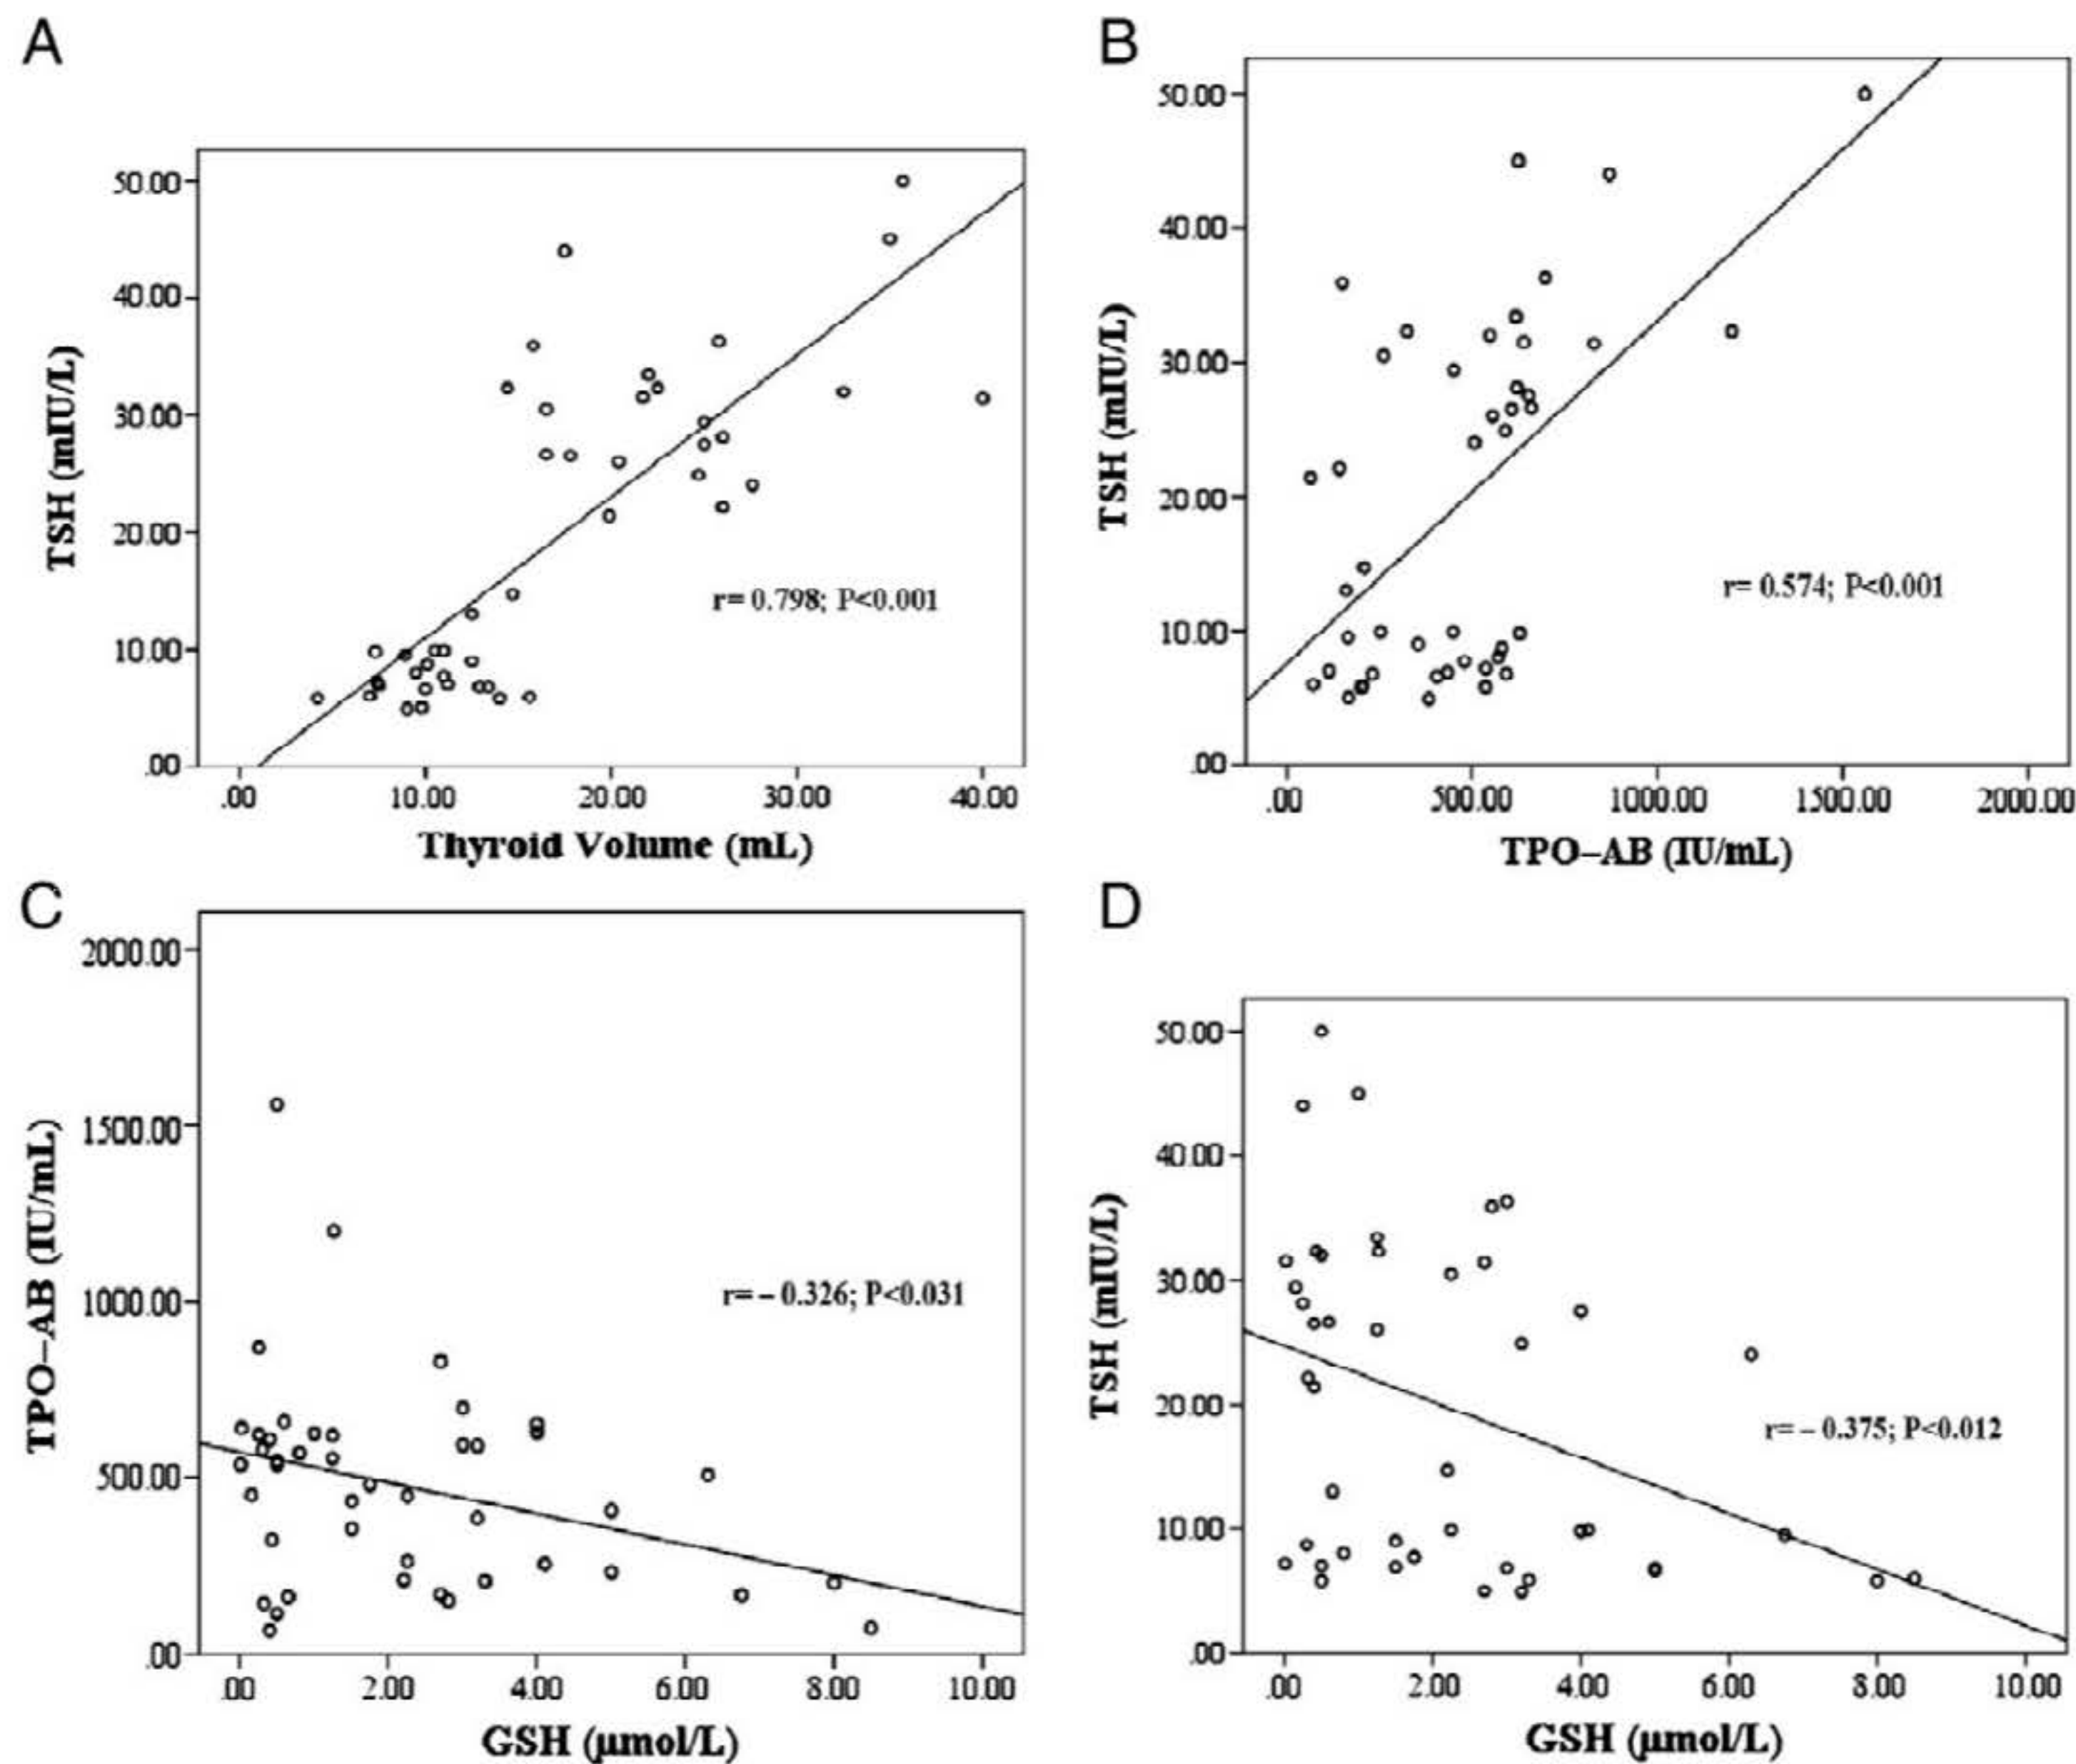 A
50.00
40.00
30.00
20.00
10.00
.00
TSH (mIU/L)
r= 0.798; P<0.001
.00 10.00 20.00 30.00 40.00
Thyroid Volume (mL)
B
50.00
40.00
30.00
20.00
10.00
.00
TSH (mIU/L)
r= 0.574; P<0.001
.00 500.00 1000.00 1500.00 2000.00
TPO–AB (IU/mL)
C
2000.00
1500.00
1000.00
500.00
.00
TPO–AB (IU/mL)
r= – 0.326; P<0.031
.00 2.00 4.00 6.00 8.00 10.00
GSH (µmol/L)
D
50.00
40.00
30.00
20.00
10.00
.00
TSH (mIU/L)
r= – 0.375; P<0.012
.00 2.00 4.00 6.00 8.00 10.00
GSH (µmol/L)